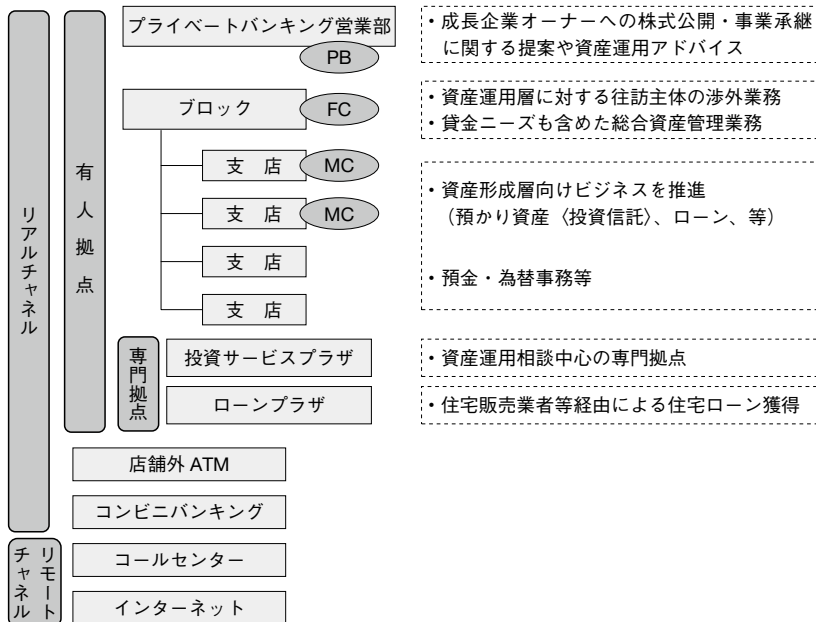 プライベートバンキング営業部
PB
・成長企業オーナーへの株式公開・事業承継
に関する提案や資産運用アドバイス
ブロック
FC
・資産運用層に対する往訪主体の渉外業務
・貸金ニーズも含めた総合資産管理業務
リアルチャネル
有人拠点
支 店
MC
支 店
MC
支 店
支 店
・資産形成層向けビジネスを推進
（預かり資産〈投資信託〉、ローン、等）
・預金・為替事務等
専門拠点
投資サービスプラザ
・資産運用相談中心の専門拠点
ローンプラザ
・住宅販売業者等経由による住宅ローン獲得
店舗外 ATM
コンビニバンキング
リモート
チャネル
コールセンター
インターネット